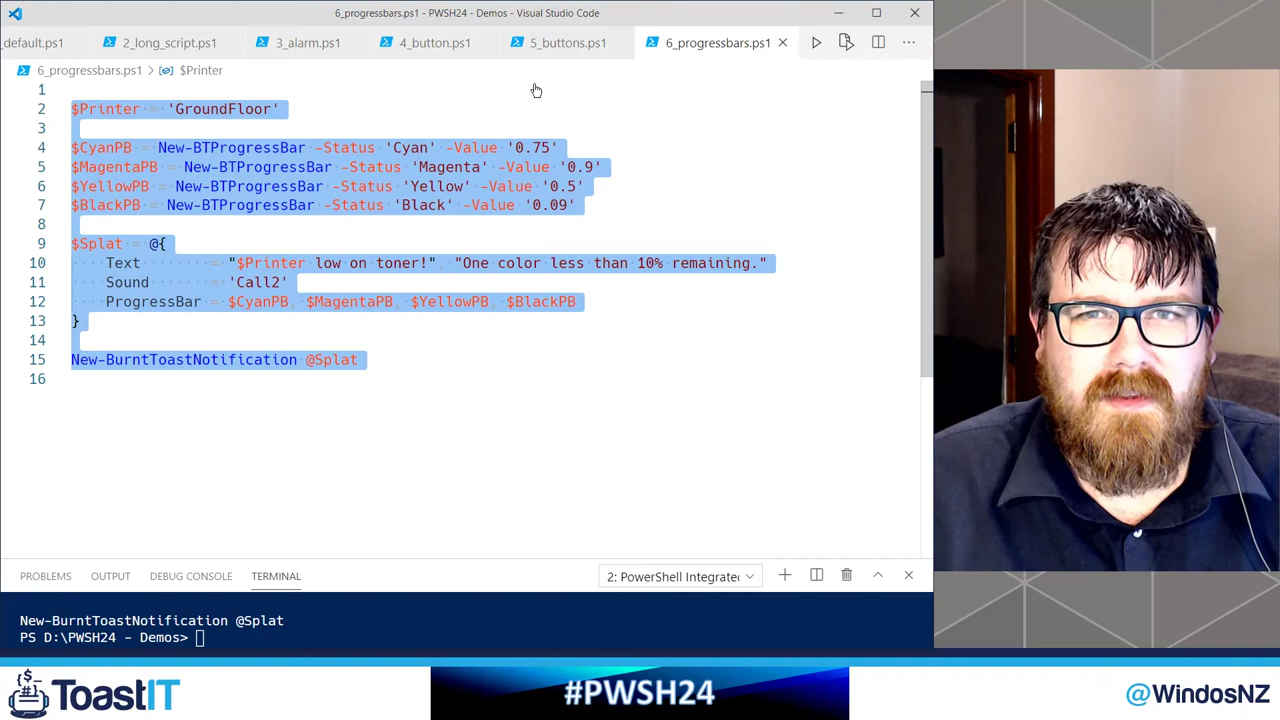 6_progressbars.ps1 - PWSH24 - Demos - Visual Studio Code
_default.ps1 2_long_script.ps1 3_alarm.ps1 4_button.ps1 5_buttons.ps1 6_progressbars.ps1
6_progressbars.ps1 > $Printer
1
2 $Printer = 'GroundFloor'
3
4 $CyanPB = New-BTProgressBar -Status 'Cyan' -Value '0.75'
5 $MagentaPB = New-BTProgressBar -Status 'Magenta' -Value '0.9'
6 $YellowPB = New-BTProgressBar -Status 'Yellow' -Value '0.5'
7 $BlackPB = New-BTProgressBar -Status 'Black' -Value '0.09'
8
9 $Splat = @{
10 Text = "$Printer low on toner!", "One color less than 10% remaining."
11 Sound = 'Call2'
12 ProgressBar = $CyanPB, $MagentaPB, $YellowPB, $BlackPB
13 }
14
15 New-BurntToastNotification @Splat
16
PROBLEMS OUTPUT DEBUG CONSOLE TERMINAL 2: PowerShell Integrate
New-BurntToastNotification @Splat
PS D:\PWSH24 - Demos>
ToastIT #PWSH24 @WindosNZ